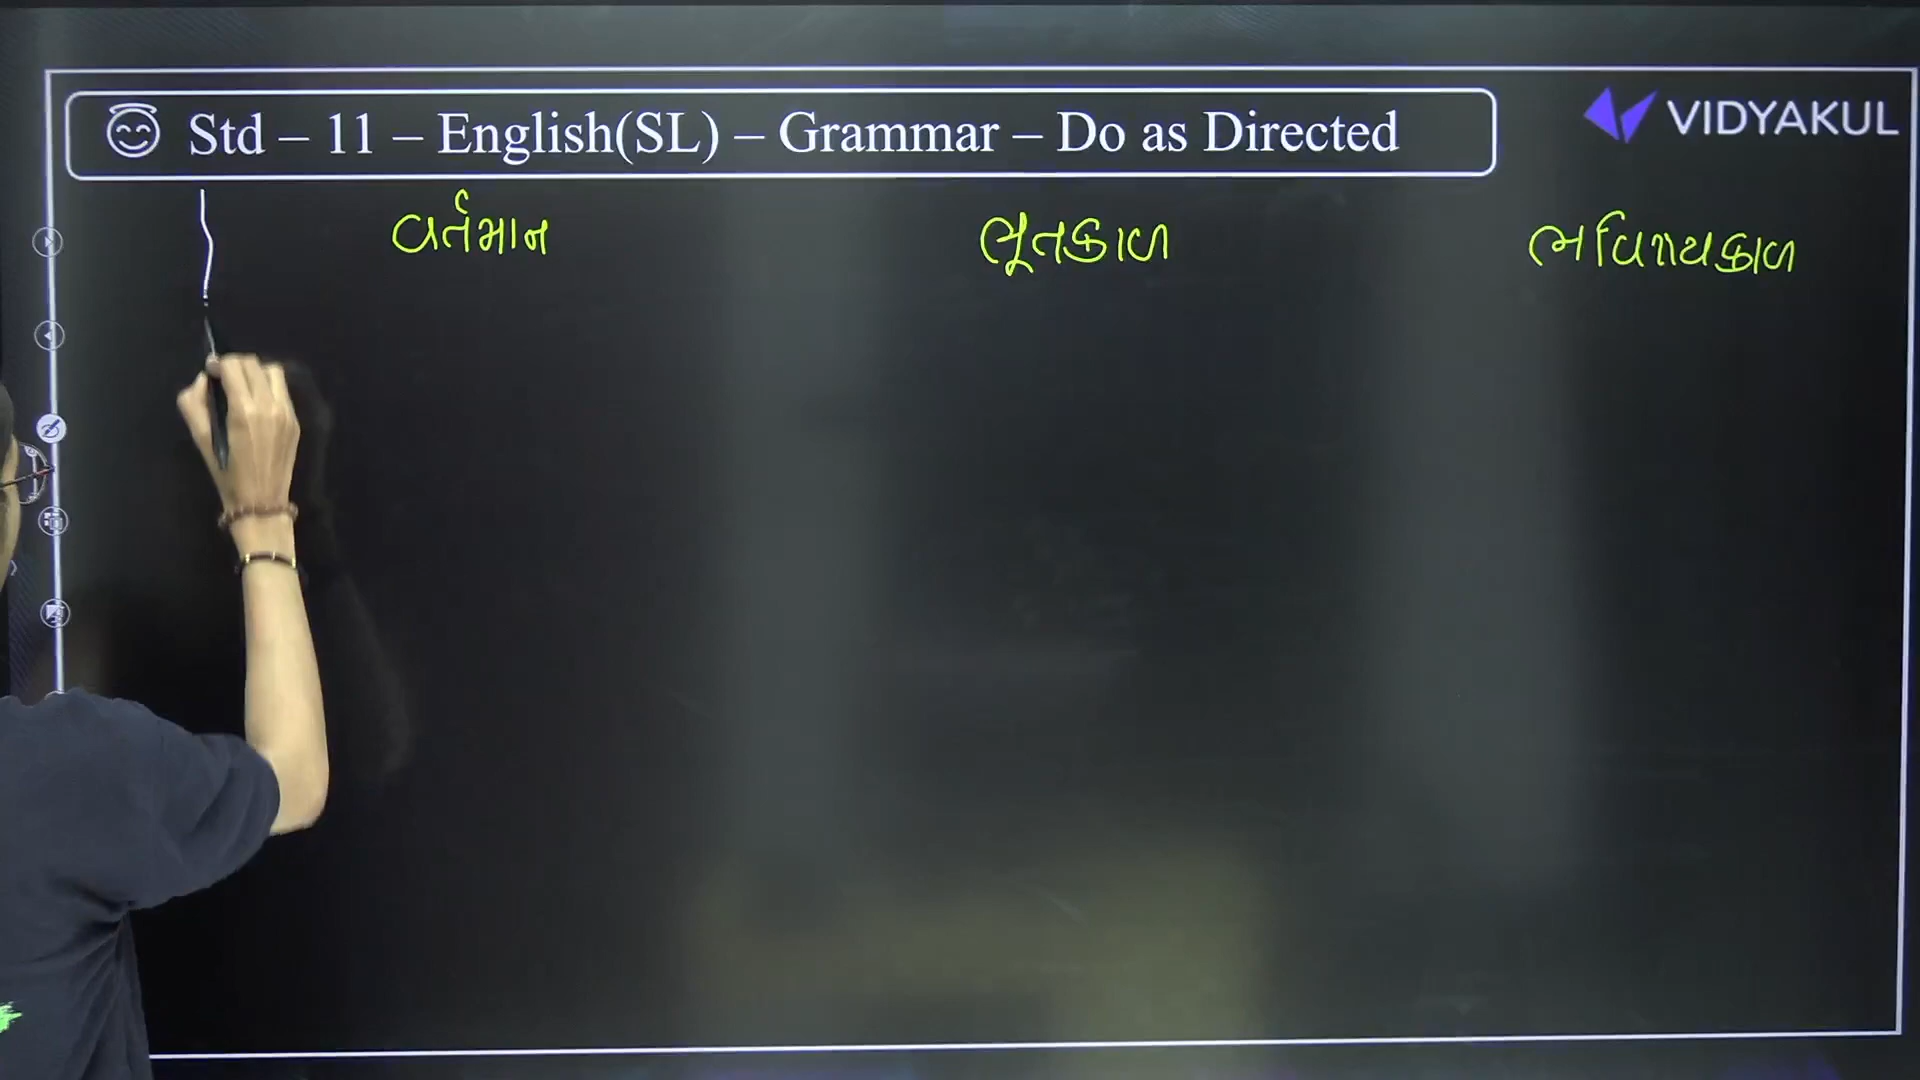 Std – 11 – English(SL) – Grammar – Do as Directed
VIDYAKUL
વર્તમાન ભૂતકાળ ભવિષ્યકાળ